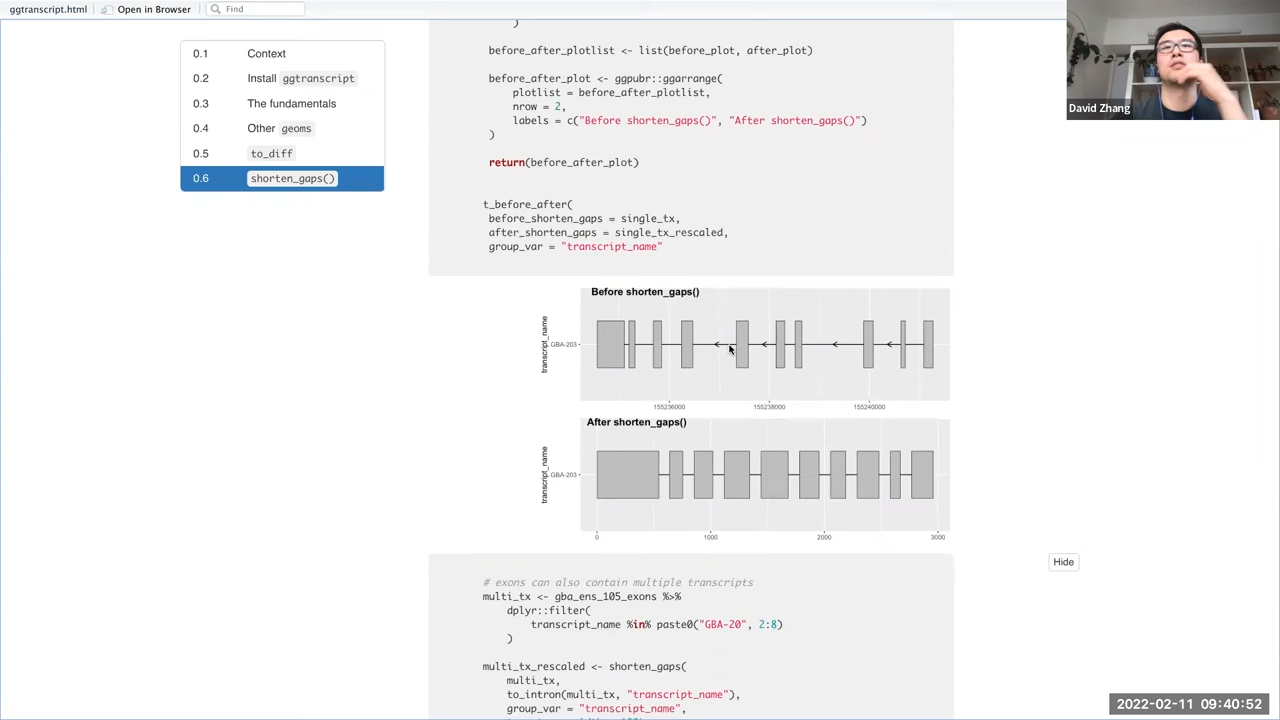 ggtranscript.html
Open in Browser
Find
0.1 Context
0.2 Install ggtranscript
0.3 The fundamentals
0.4 Other geoms
0.5 to_diff
0.6 shorten_gaps()
)
before_after_plotlist <- list(before_plot, after_plot)
before_after_plot <- ggpubr::ggarrange(
plotlist = before_after_plotlist,
nrow = 2,
labels = c("Before shorten_gaps()", "After shorten_gaps()")
)
return(before_after_plot)
t_before_after(
before_shorten_gaps = single_tx,
after_shorten_gaps = single_tx_rescaled,
group_var = "transcript_name"
David Zhang
Before shorten_gaps()
transcript_name
GBA-203
155236000 155238000 155240000
After shorten_gaps()
transcript_name
GBA-203
0 1000 2000 3000
Hide
# exons can also contain multiple transcripts
multi_tx <- gba_ens_105_exons %>%
dplyr::filter(
transcript_name %in% paste0("GBA-20", 2:8)
)
multi_tx_rescaled <- shorten_gaps(
multi_tx,
to_intron(multi_tx, "transcript_name"),
group_var = "transcript_name",
2022-02-11 09:40:52